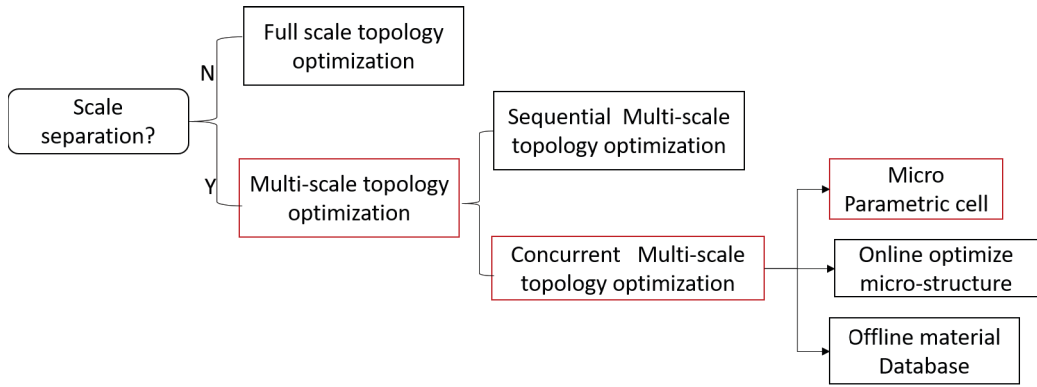 Full scale topology
optimization
N
Scale
separation?
Y
Multi-scale topology
optimization
Sequential Multi-scale
topology optimization
Concurrent Multi-scale
topology optimization
Micro
Parametric cell
Online optimize
micro-structure
Offline material
Database